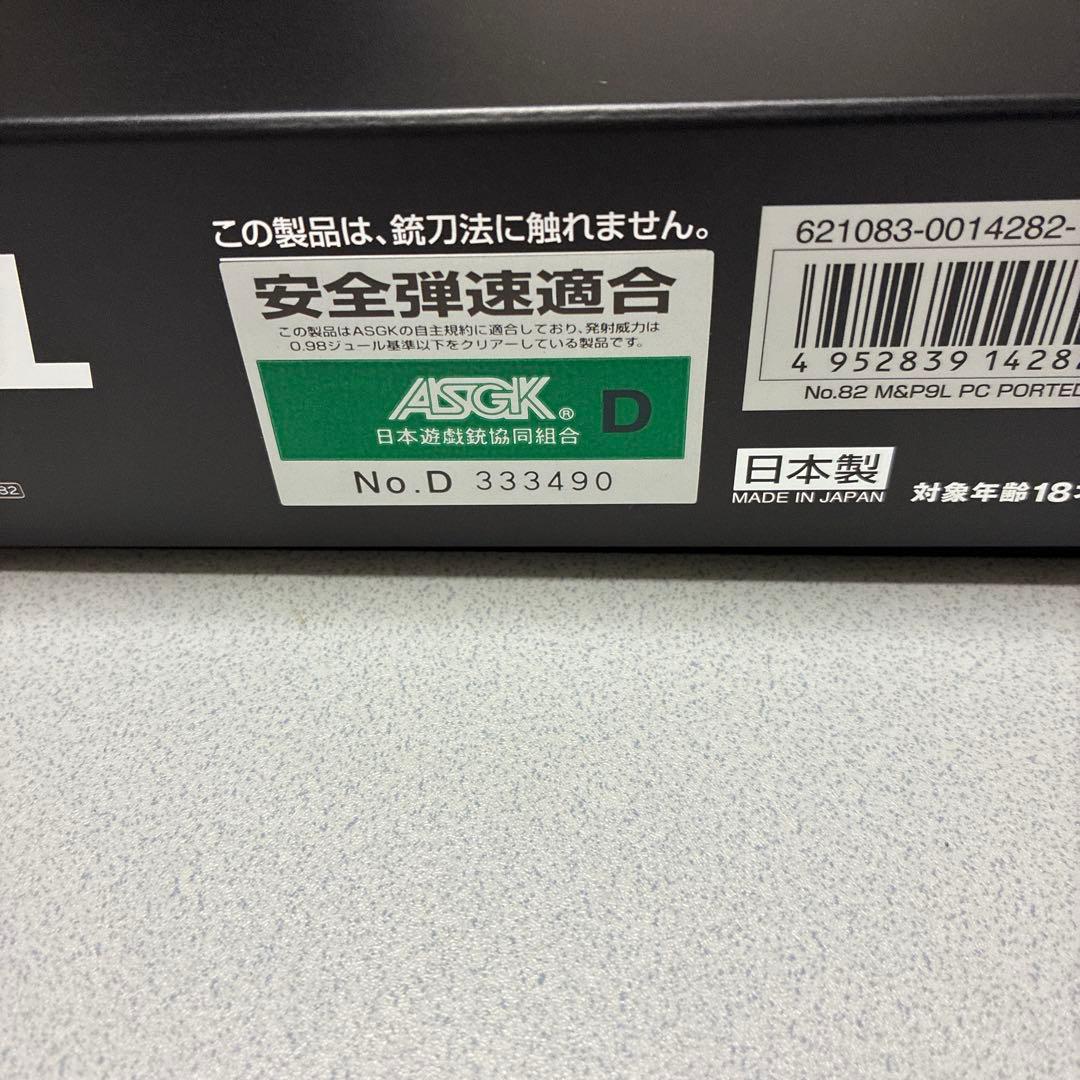 この製品は、銃刀法に触れません。
安全弾速適合
この製品はASGKの自主規約に適合しており、発射威力は
0.98ジュール基準以下をクリアーしている製品です。
ASGK® D
日本遊戯銃協同組合
No.D 333490
621083-0014282-
4 952839 14282
No.82 M&P9L PC PORTED
日本製
MADE IN JAPAN
対象年齢18
L
82